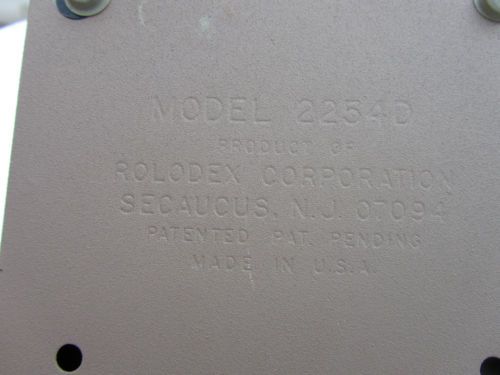 MODEL 2254D
PRODUCT OF
ROLODEX CORPORATION
SECAUCUS, N.J. 07094
PATENTED PAT. PENDING
MADE IN U.S.A.